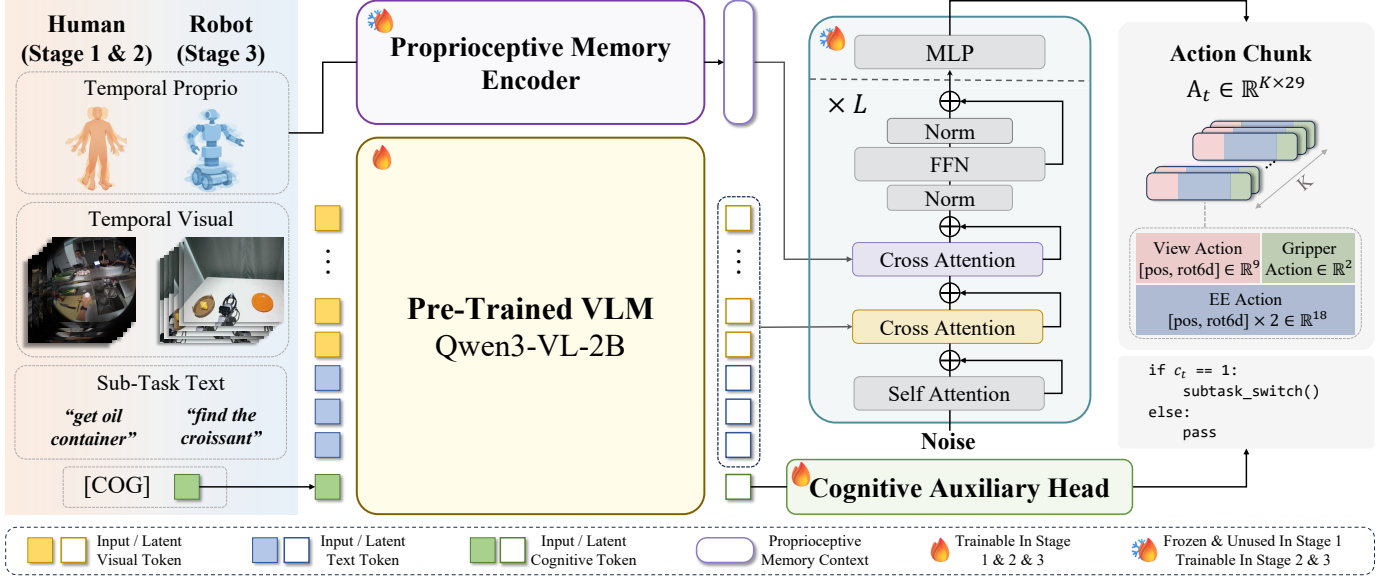 Human
(Stage 1 & 2)
Robot
(Stage 3)
Temporal Proprio
Temporal Visual
Sub-Task Text
“get oil
container”
“find the
croissant”
[COG]
Proprioceptive Memory
Encoder
Pre-Trained VLM
Qwen3-VL-2B
MLP
× L
Norm
FFN
Norm
Cross Attention
Cross Attention
Self Attention
Noise
Cognitive Auxiliary Head
Action Chunk
A_t ∈ ℝ^{K×29}
K
View Action
[pos, rot6d] ∈ ℝ⁹
Gripper
Action ∈ ℝ²
EE Action
[pos, rot6d] × 2 ∈ ℝ¹⁸
if c_t == 1:
subtask_switch()
else:
pass
Input / Latent
Visual Token
Input / Latent
Text Token
Input / Latent
Cognitive Token
Proprioceptive
Memory Context
Trainable In Stage
1 & 2 & 3
Frozen & Unused In Stage 1
Trainable In Stage 2 & 3